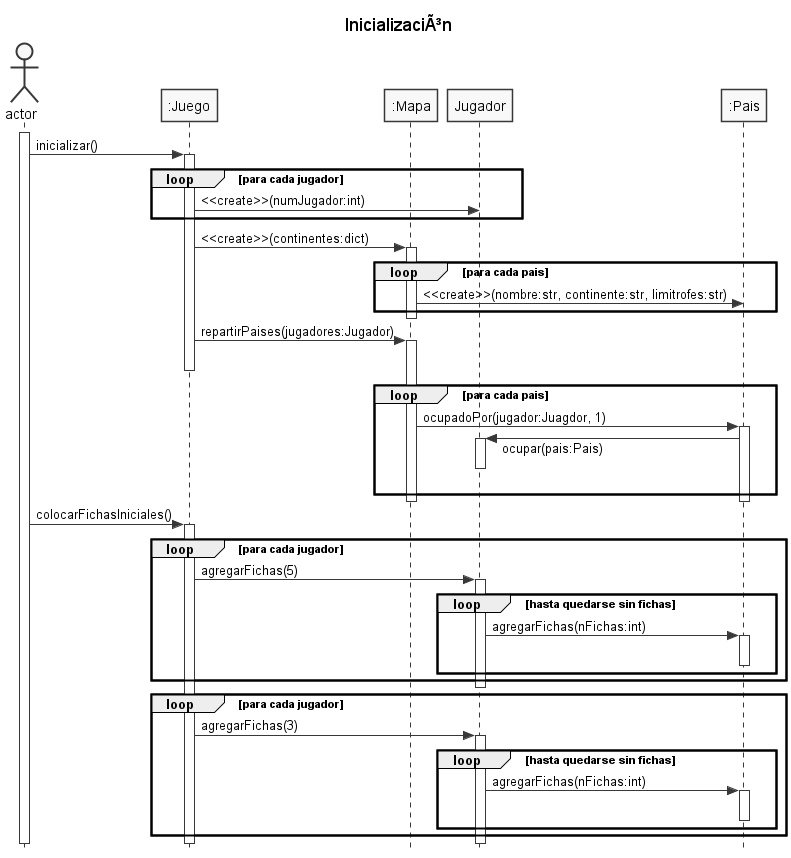 InicializaciÃ³n
actor
:Juego
:Mapa
Jugador
:Pais
inicializar()
loop [para cada jugador]
<<create>>(numJugador:int)
<<create>>(continentes:dict)
loop [para cada pais]
<<create>>(nombre:str, continente:str, limitrofes:str)
repartirPaises(jugadores:Jugador)
loop [para cada pais]
ocupadoPor(jugador:Juagdor, 1)
ocupar(pais:Pais)
colocarFichasIniciales()
loop [para cada jugador]
agregarFichas(5)
loop [hasta quedarse sin fichas]
agregarFichas(nFichas:int)
loop [para cada jugador]
agregarFichas(3)
loop [hasta quedarse sin fichas]
agregarFichas(nFichas:int)